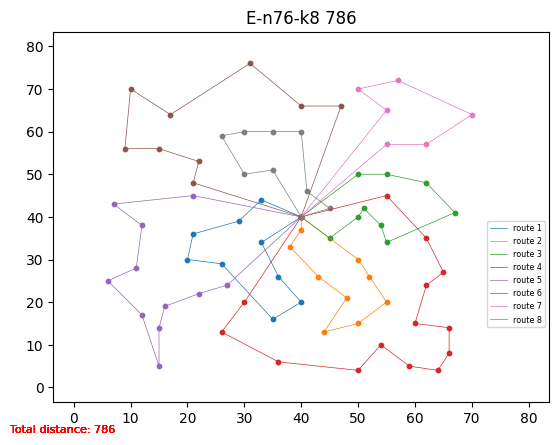 E-n76-k8 786
80
70
60
50
40
30
20
10
0
route 1
route 2
route 3
route 4
route 5
route 6
route 7
route 8
0 10 20 30 40 50 60 70 80
Total distance: 786